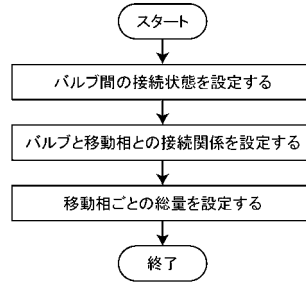 スタート
バルブ間の接続状態を設定する
バルブと移動相との接続関係を設定する
移動相ごとの総量を設定する
終了